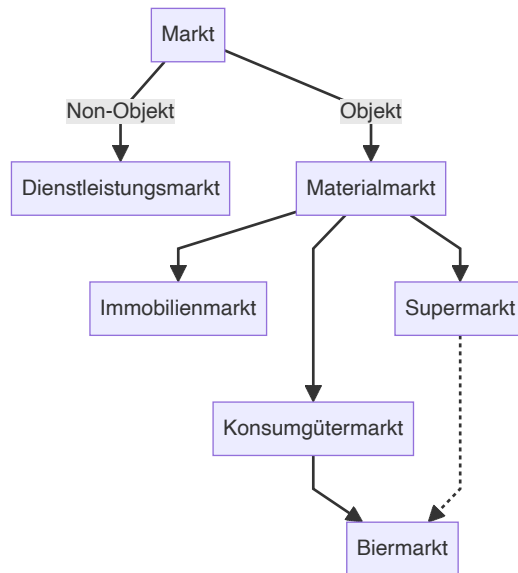 Markt
Non-Objekt
Objekt
Dienstleistungsmarkt
Materialmarkt
Immobilienmarkt
Supermarkt
Konsumgütermarkt
Biermarkt